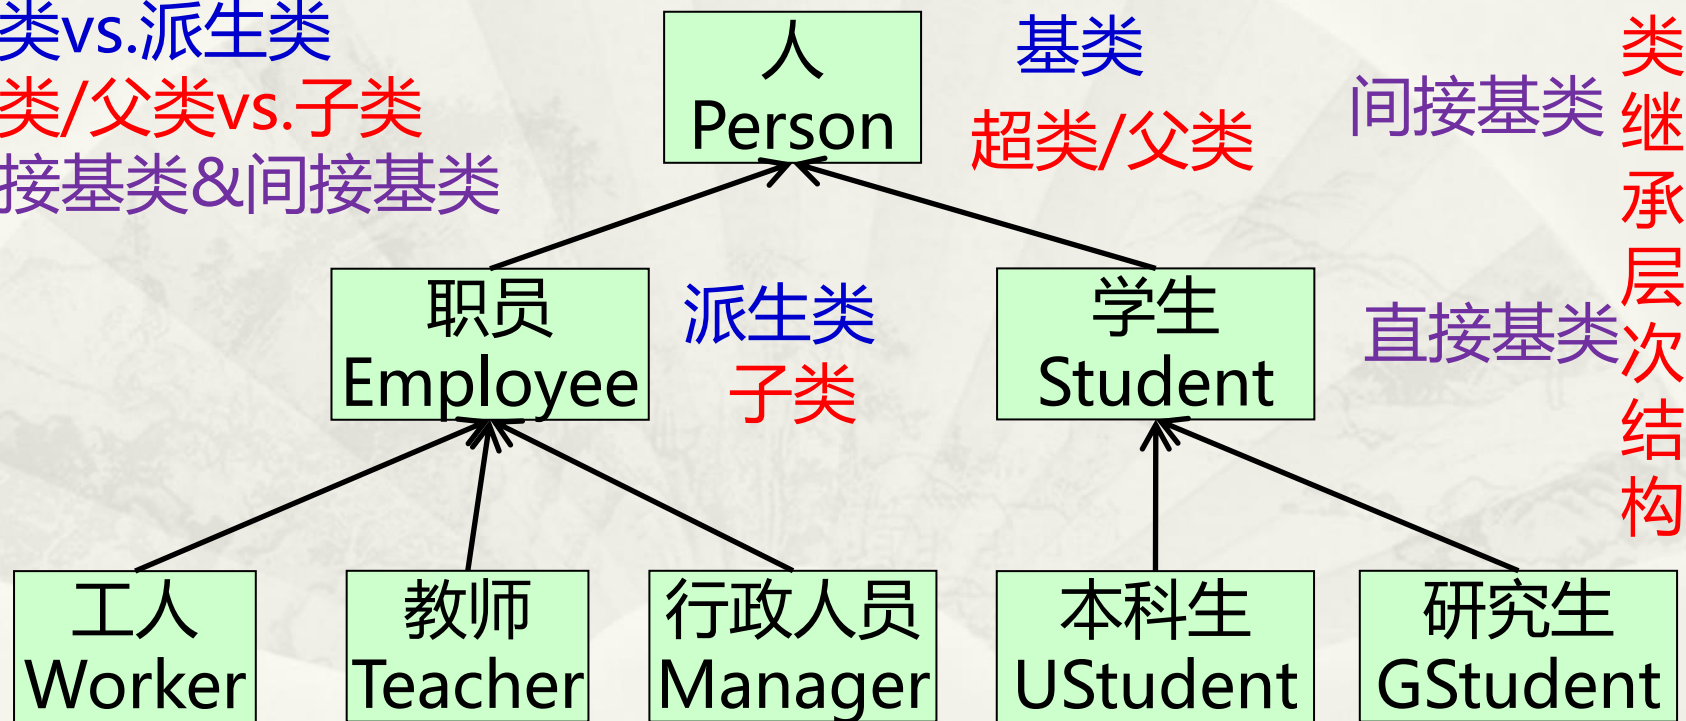 类vs.派生类
类/父类vs.子类
接基类&间接基类
人
Person
基类
超类/父类
间接基类
类继承层次结构
职员
Employee
派生类
子类
学生
Student
直接基类
工人
Worker
教师
Teacher
行政人员
Manager
本科生
UStudent
研究生
GStudent